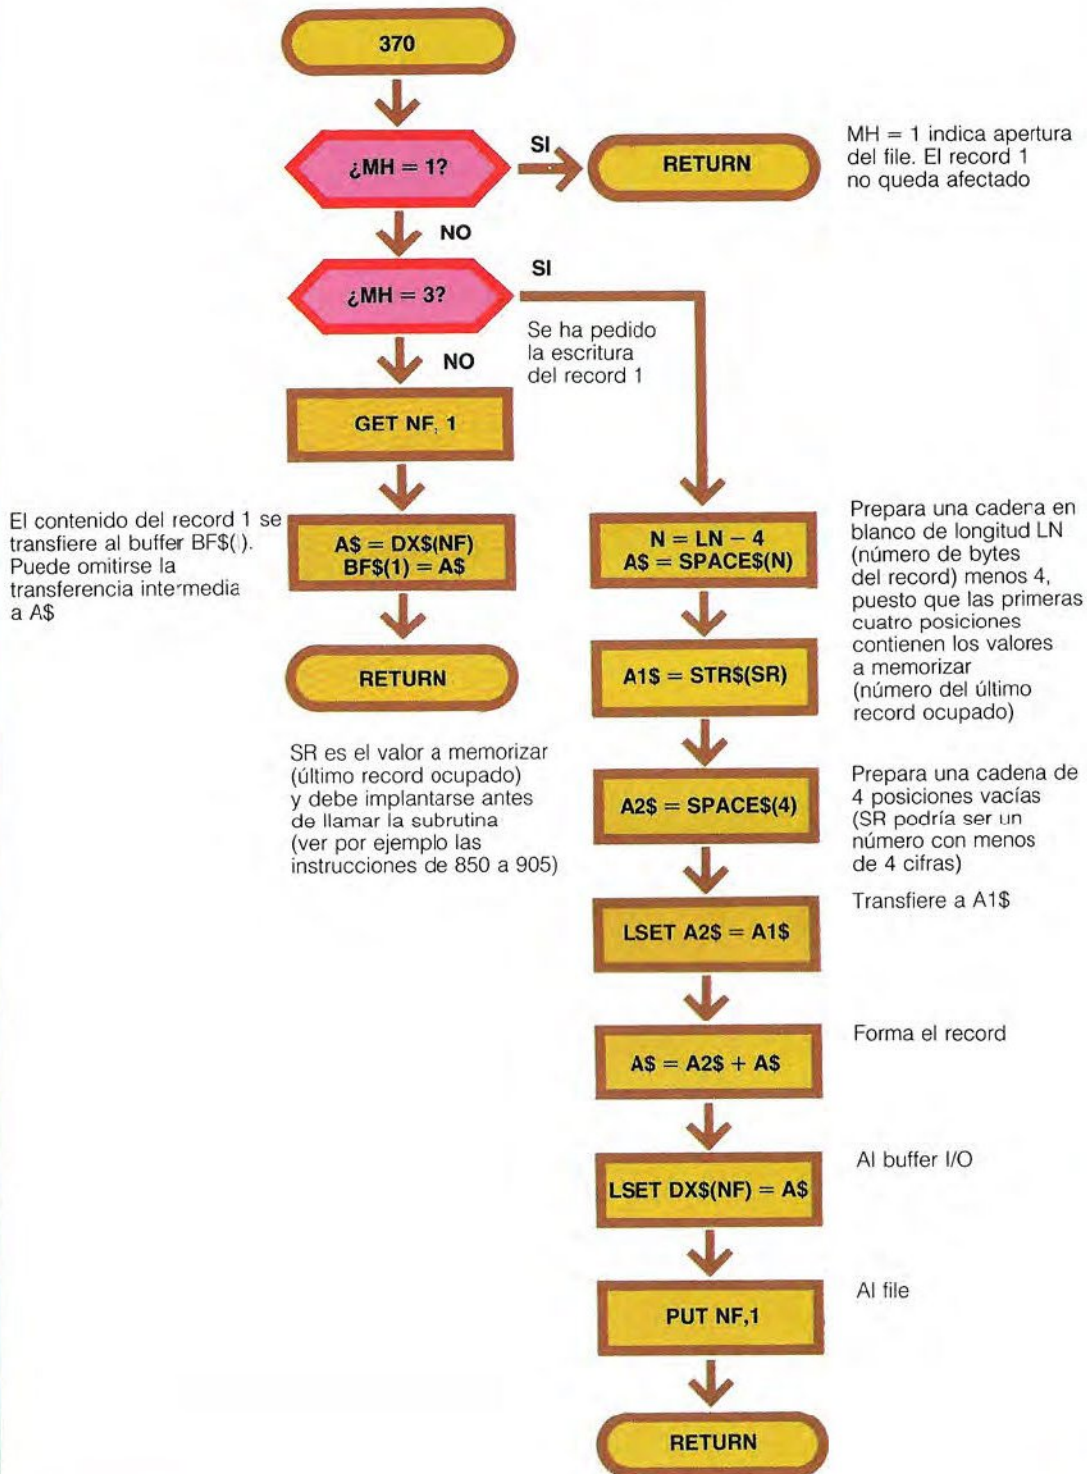 370
¿MH = 1?
SI
RETURN
MH = 1 indica apertura
del file. El record 1
no queda afectado
NO
¿MH = 3?
SI
Se ha pedido
la escritura
del record 1
NO
GET NF, 1
El contenido del record 1 se
transfiere al buffer BF$( ).
Puede omitirse la
transferencia intermedia
a A$
A$ = DX$(NF)
BF$(1) = A$
RETURN
SR es el valor a memorizar
(último record ocupado)
y debe implantarse antes
de llamar la subrutina
(ver por ejemplo las
instrucciones de 850 a 905)
N = LN – 4
A$ = SPACE$(N)
Prepara una cadena en
blanco de longitud LN
(número de bytes
del record) menos 4,
puesto que las primeras
cuatro posiciones
contienen los valores
a memorizar
(número del último
record ocupado)
A1$ = STR$(SR)
A2$ = SPACE$(4)
Prepara una cadena de
4 posiciones vacías
(SR podría ser un
número con menos
de 4 cifras)
LSET A2$ = A1$
Transfiere a A1$
A$ = A2$ + A$
Forma el record
LSET DX$(NF) = A$
Al buffer I/O
PUT NF,1
Al file
RETURN